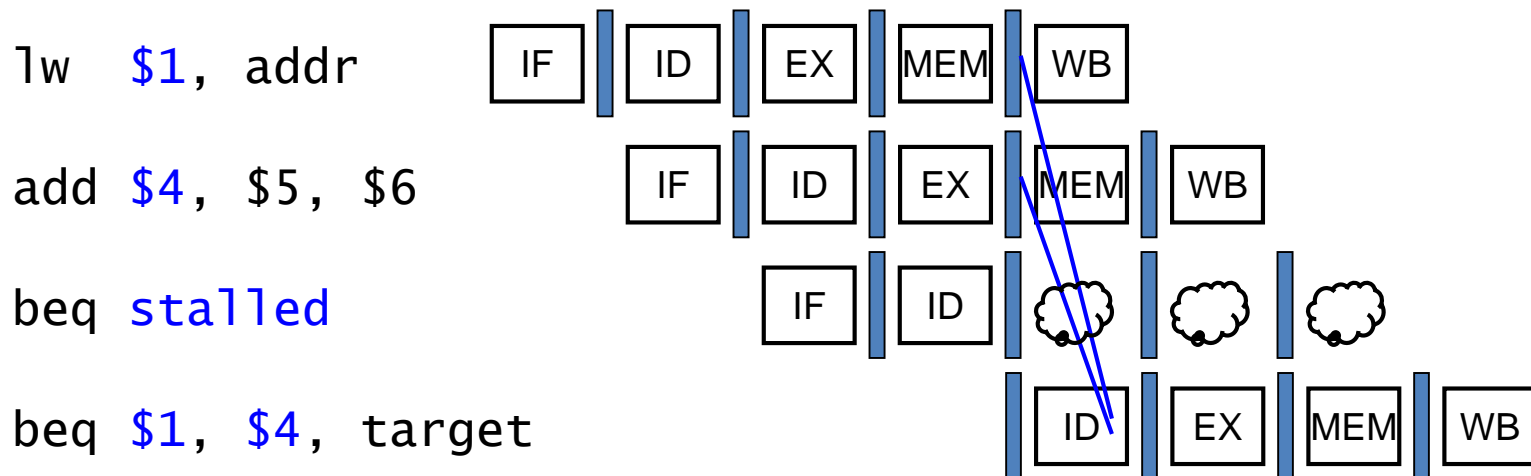 lw $1, addr IF ID EX MEM WB
add $4, $5, $6 IF ID EX MEM WB
beq stalled IF ID
beq $1, $4, target ID EX MEM WB